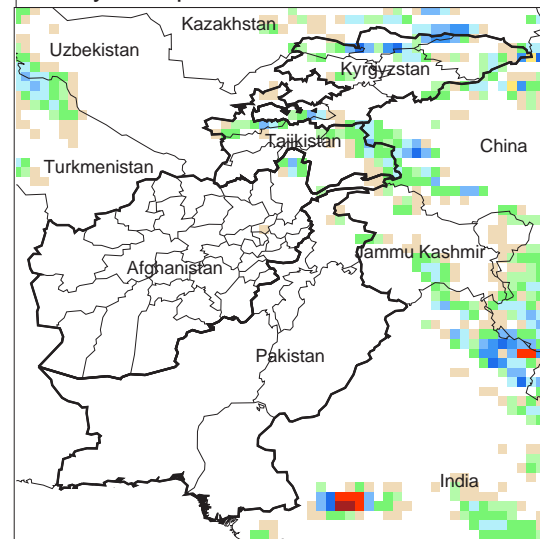 Kazakhstan
Uzbekistan
Kyrgyzstan
Tajikistan
China
Turkmenistan
Jammu Kashmir
Afghanistan
Pakistan
India